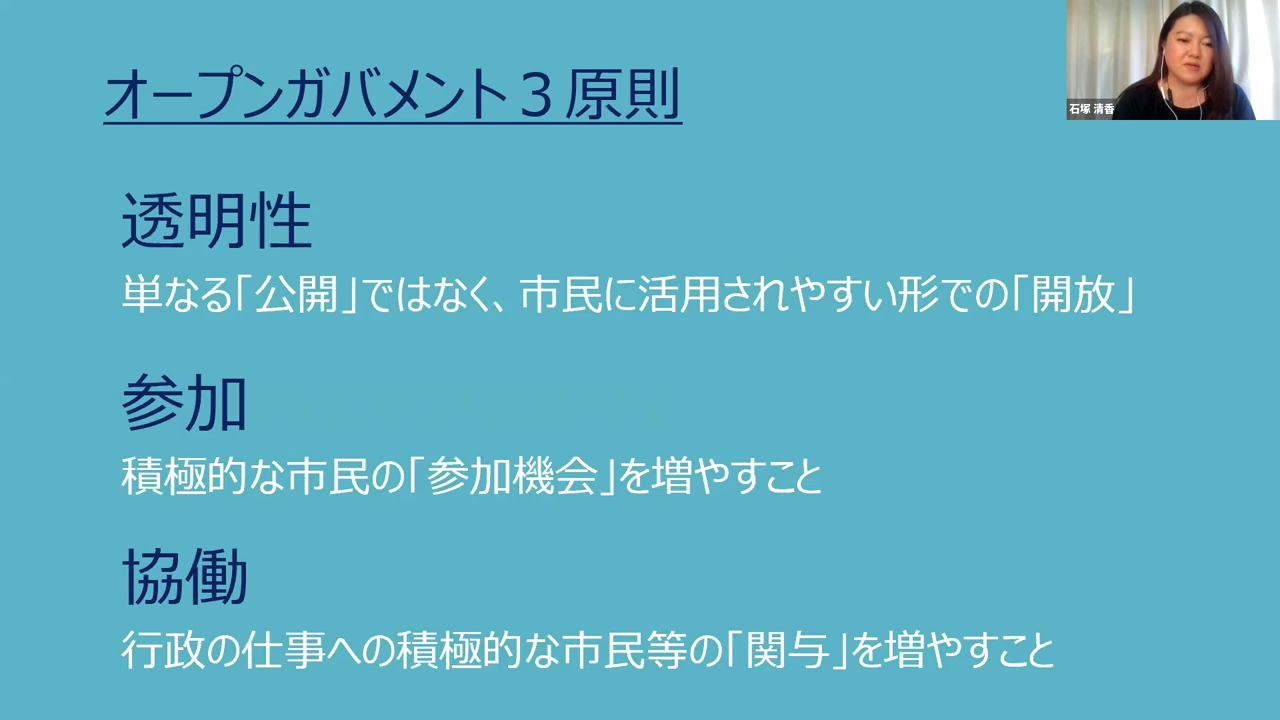 オープンガバメント３原則
石塚 清香
透明性
単なる「公開」ではなく、市民に活用されやすい形での「開放」
参加
積極的な市民の「参加機会」を増やすこと
協働
行政の仕事への積極的な市民等の「関与」を増やすこと